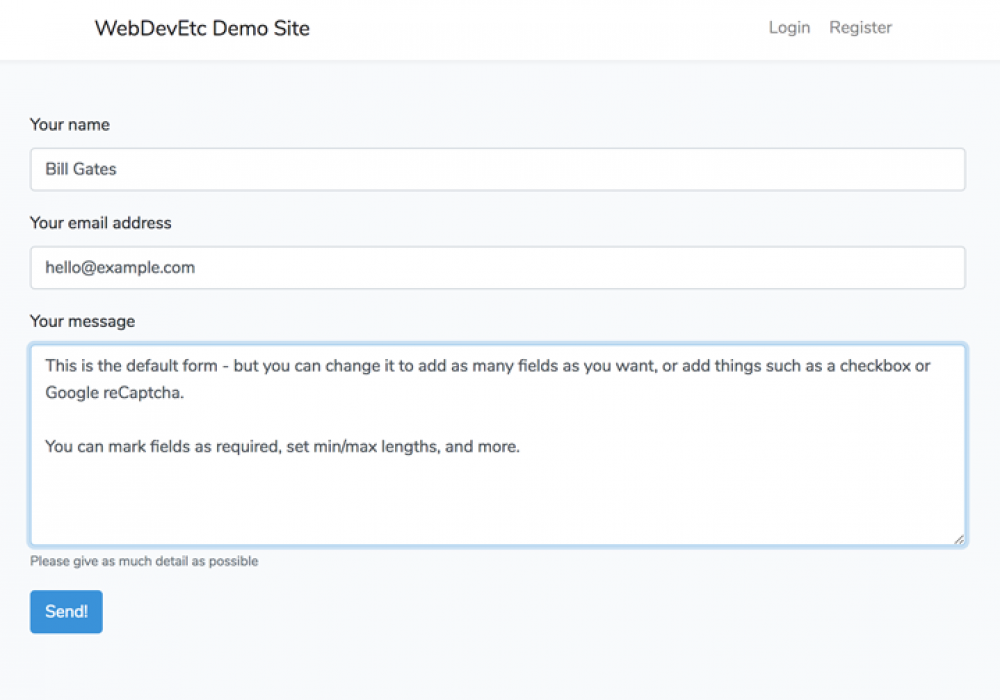 WebDevEtc Demo Site Login Register
Your name
Bill Gates
Your email address
hello@example.com
Your message
This is the default form - but you can change it to add as many fields as you want, or add things such as a checkbox or
Google reCaptcha.
You can mark fields as required, set min/max lengths, and more.
Please give as much detail as possible
Send!